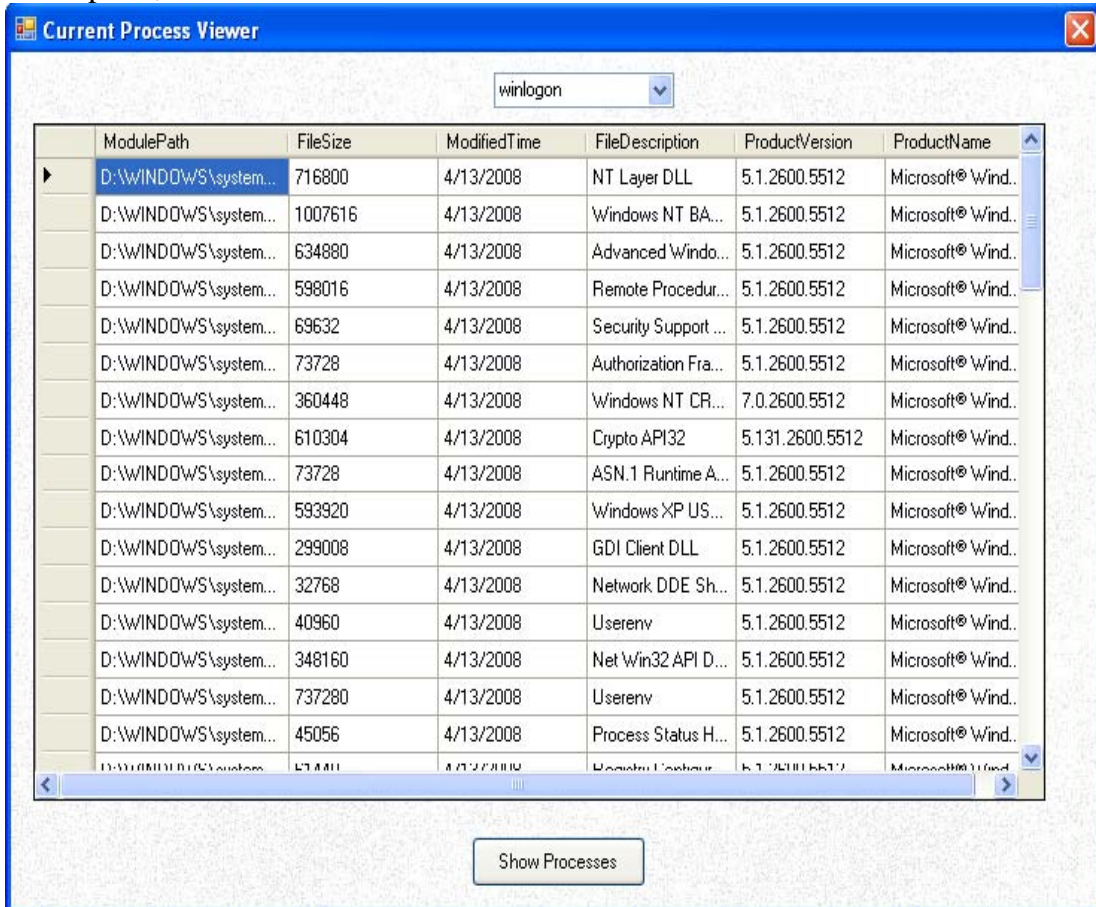 Current Process Viewer
winlogon
ModulePath FileSize ModifiedTime FileDescription ProductVersion ProductName
D:\WINDOWS\system... 716800 4/13/2008 NT Layer DLL 5.1.2600.5512 Microsoft® Wind..
D:\WINDOWS\system... 1007616 4/13/2008 Windows NT BA... 5.1.2600.5512 Microsoft® Wind..
D:\WINDOWS\system... 634880 4/13/2008 Advanced Windo... 5.1.2600.5512 Microsoft® Wind..
D:\WINDOWS\system... 598016 4/13/2008 Remote Procedur... 5.1.2600.5512 Microsoft® Wind..
D:\WINDOWS\system... 69632 4/13/2008 Security Support ... 5.1.2600.5512 Microsoft® Wind..
D:\WINDOWS\system... 73728 4/13/2008 Authorization Fra... 5.1.2600.5512 Microsoft® Wind..
D:\WINDOWS\system... 360448 4/13/2008 Windows NT CR... 7.0.2600.5512 Microsoft® Wind..
D:\WINDOWS\system... 610304 4/13/2008 Crypto API32 5.131.2600.5512 Microsoft® Wind..
D:\WINDOWS\system... 73728 4/13/2008 ASN.1 Runtime A... 5.1.2600.5512 Microsoft® Wind..
D:\WINDOWS\system... 593920 4/13/2008 Windows XP US... 5.1.2600.5512 Microsoft® Wind..
D:\WINDOWS\system... 299008 4/13/2008 GDI Client DLL 5.1.2600.5512 Microsoft® Wind..
D:\WINDOWS\system... 32768 4/13/2008 Network DDE Sh... 5.1.2600.5512 Microsoft® Wind..
D:\WINDOWS\system... 40960 4/13/2008 Userenv 5.1.2600.5512 Microsoft® Wind..
D:\WINDOWS\system... 348160 4/13/2008 Net Win32 API D... 5.1.2600.5512 Microsoft® Wind..
D:\WINDOWS\system... 737280 4/13/2008 Userenv 5.1.2600.5512 Microsoft® Wind..
D:\WINDOWS\system... 45056 4/13/2008 Process Status H... 5.1.2600.5512 Microsoft® Wind..
Show Processes